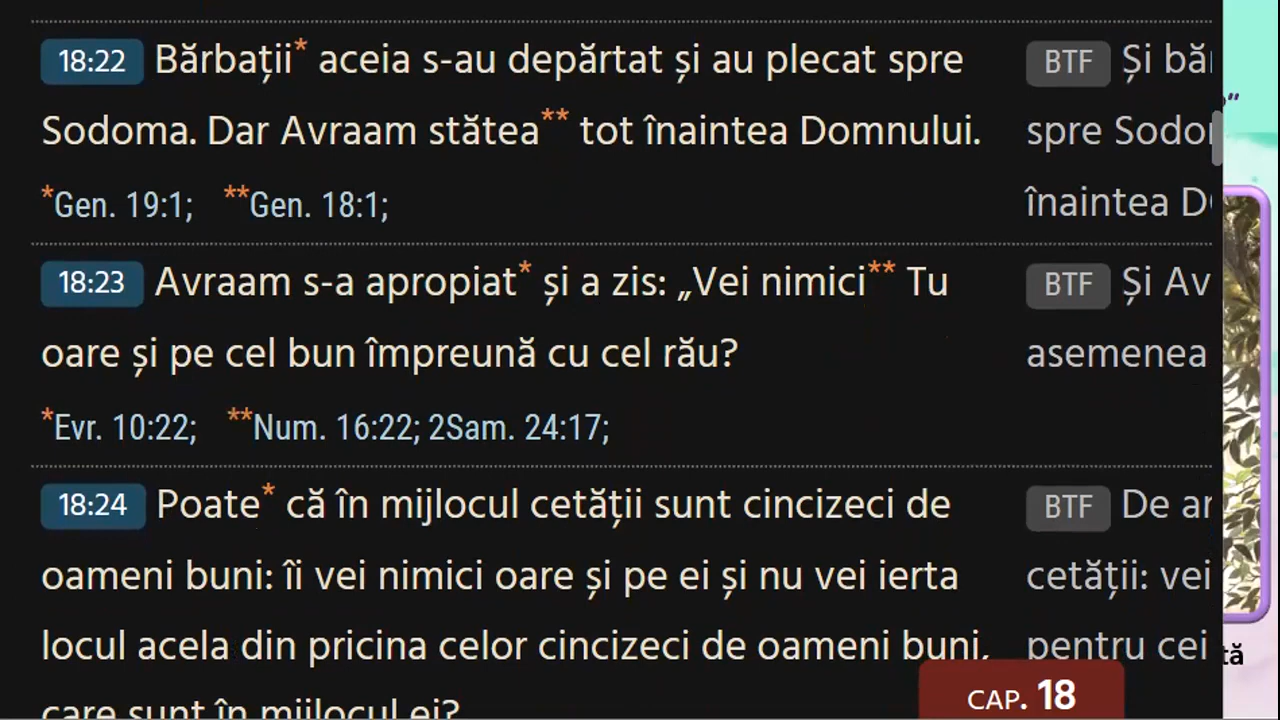 18:22 Bărbații* aceia s-au depărtat și au plecat spre
Sodoma. Dar Avraam stătea** tot înaintea Domnului.
*Gen. 19:1; **Gen. 18:1;
18:23 Avraam s-a apropiat* și a zis: „Vei nimici** Tu
oare și pe cel bun împreună cu cel rău?
*Evr. 10:22; **Num. 16:22; 2Sam. 24:17;
18:24 Poate* că în mijlocul cetății sunt cincizeci de
oameni buni: îi vei nimici oare și pe ei și nu vei ierta
locul acela din pricina celor cincizeci de oameni buni,
care sunt în mijlocul ei?
BTF Și
spre
înaintea
BTF Și
asemenea
BTF De
cetății: vei
pentru cei
CAP. 18